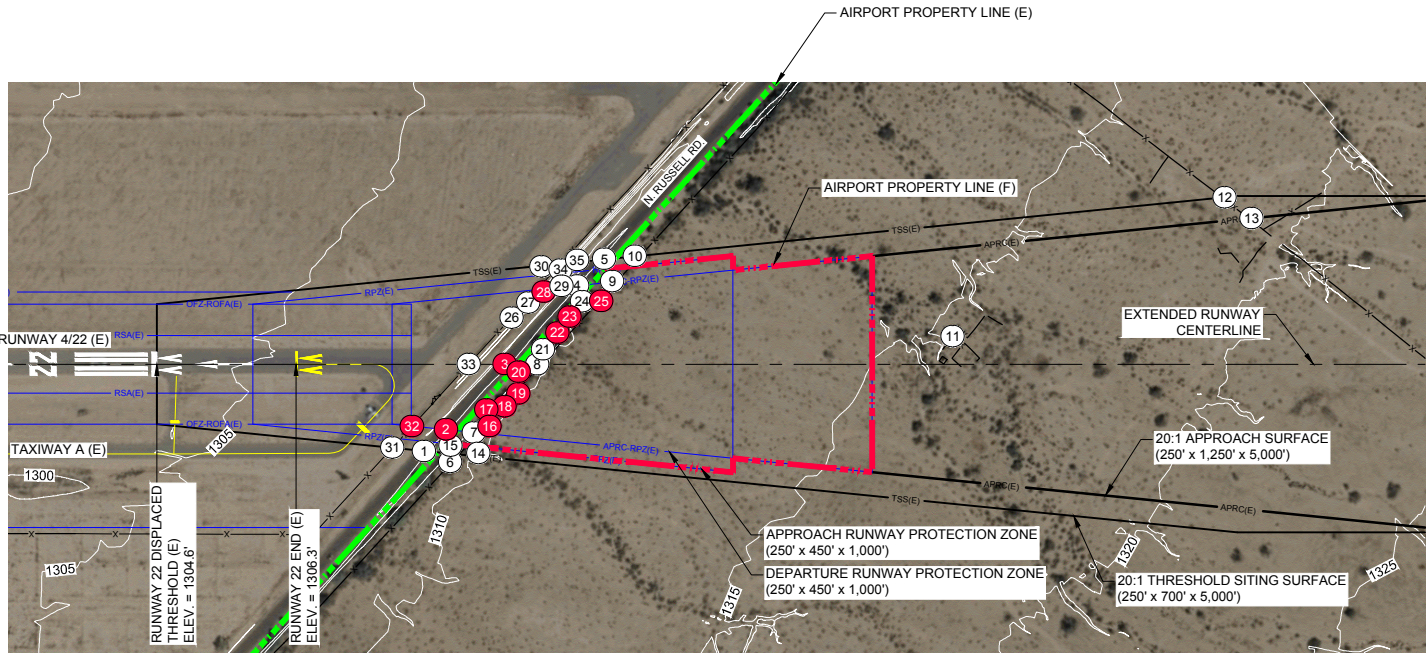 AIRPORT PROPERTY LINE (E)
N. RUSSELL RD.
AIRPORT PROPERTY LINE (F)
12
13
TSS(E)
APRC(E)
TSS(E)
30
34
35
5
10
RPZ(E)
28
29
4
9
27
24
25
26
23
22
OFZ-ROFA(E)
RSA(E)
RUNWAY 4/22 (E)
22
21
11
EXTENDED RUNWAY
CENTERLINE
33
3
8
20
19
18
17
16
RSA(E)
OFZ-ROFA(E)
32
2
7
31
1
15
6
14
APRC-RPZ(E)
TAXIWAY A (E)
1305
1300
20:1 APPROACH SURFACE
(250' x 1,250' x 5,000')
APRC(E)
APRC(E)
TSS(E)
1310
RUNWAY 22 DISPLACED
THRESHOLD (E)
ELEV. = 1304.6'
RUNWAY 22 END (E)
ELEV. = 1306.3'
APPROACH RUNWAY PROTECTION ZONE
(250' x 450' x 1,000')
DEPARTURE RUNWAY PROTECTION ZONE
(250' x 450' x 1,000')
20:1 THRESHOLD SITING SURFACE
(250' x 700' x 5,000')
1305
1315
1320
1325